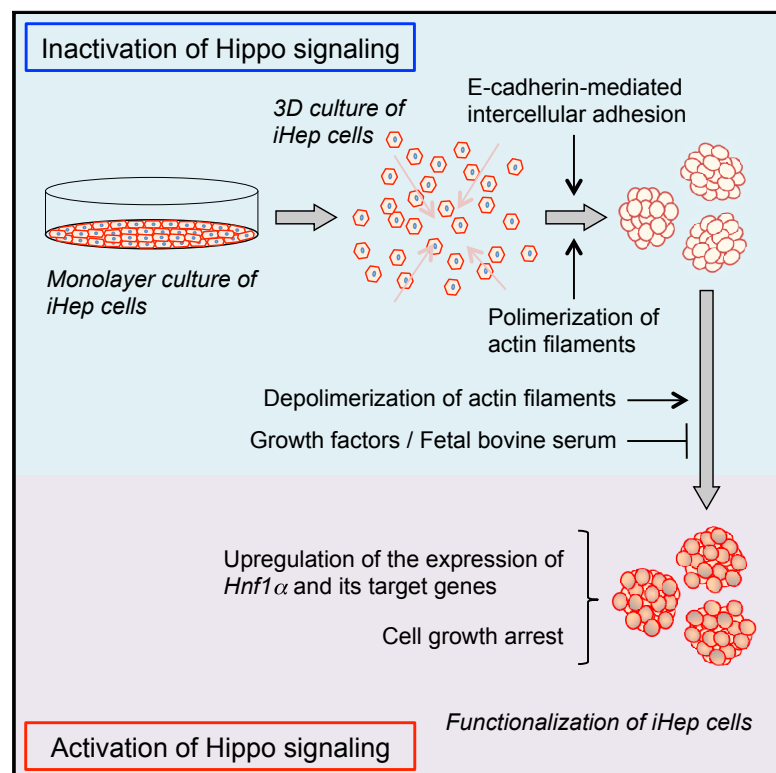 Inactivation of Hippo signaling
3D culture of
iHep cells
E-cadherin-mediated
intercellular adhesion
Monolayer culture of
iHep cells
Polimerization of
actin filaments
Depolimerization of actin filaments
Growth factors / Fetal bovine serum
Upregulation of the expression of
Hnf1α and its target genes
Cell growth arrest
Functionalization of iHep cells
Activation of Hippo signaling